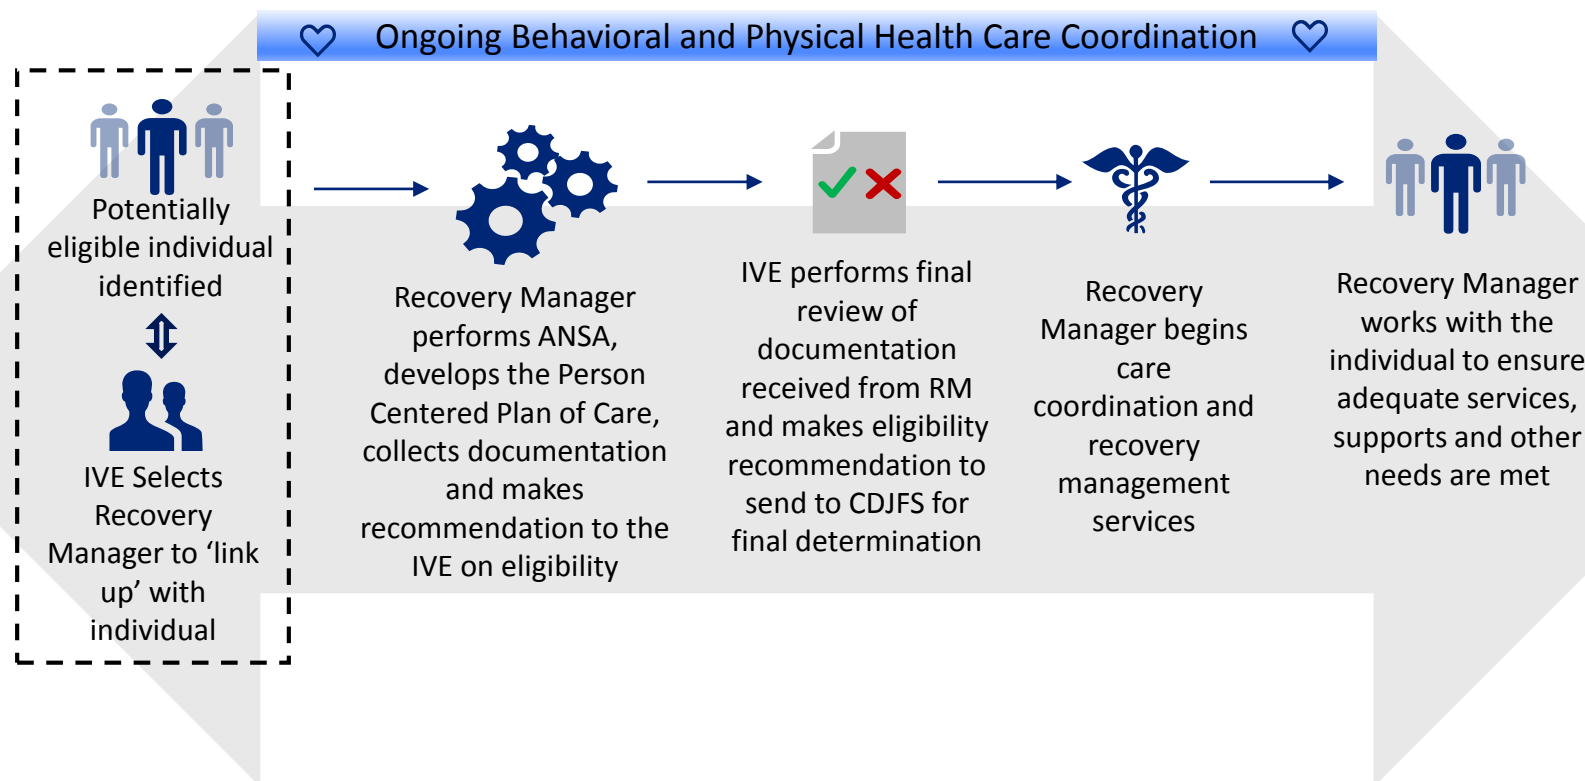 Ongoing Behavioral and Physical Health Care Coordination
Potentially
eligible individual
identified
IVE Selects
Recovery
Manager to ‘link
up’ with
individual
Recovery Manager
performs ANSA,
develops the Person
Centered Plan of Care,
collects documentation
and makes
recommendation to the
IVE on eligibility
IVE performs final
review of
documentation
received from RM
and makes eligibility
recommendation to
send to CDJFS for
final determination
Recovery
Manager begins
care
coordination and
recovery
management
services
Recovery Manager
works with the
individual to ensure
adequate services,
supports and other
needs are met